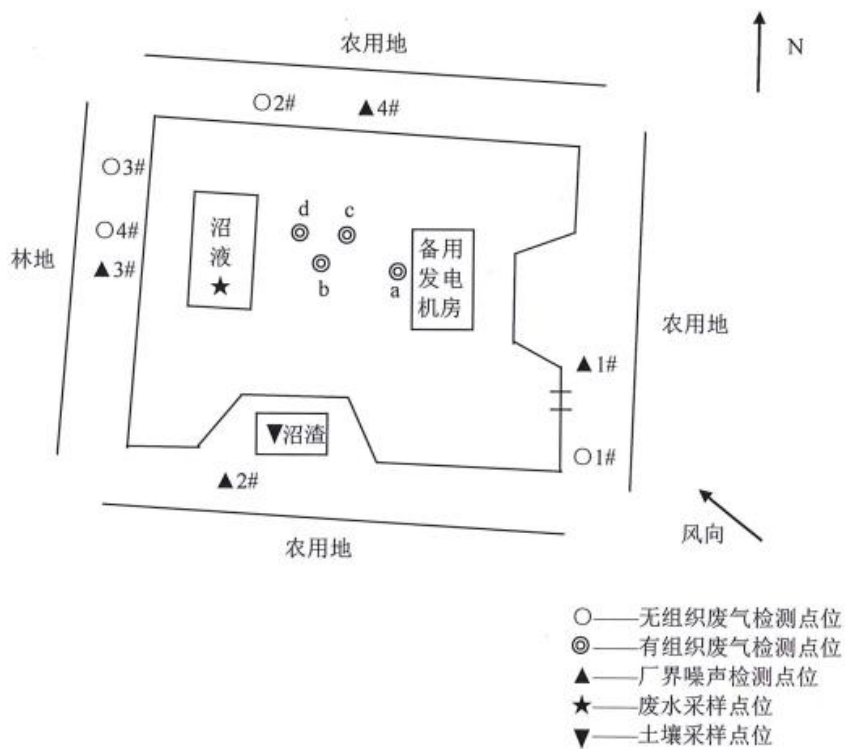 农用地
N
○2#
▲4#
○3#
○4#
▲3#
林地
沼
液
★
d
c
b
a
备用
发电
机房
农用地
▲1#
▼沼渣
○1#
▲2#
农用地
风向
○——无组织废气检测点位
◎——有组织废气检测点位
▲——厂界噪声检测点位
★——废水采样点位
▼——土壤采样点位